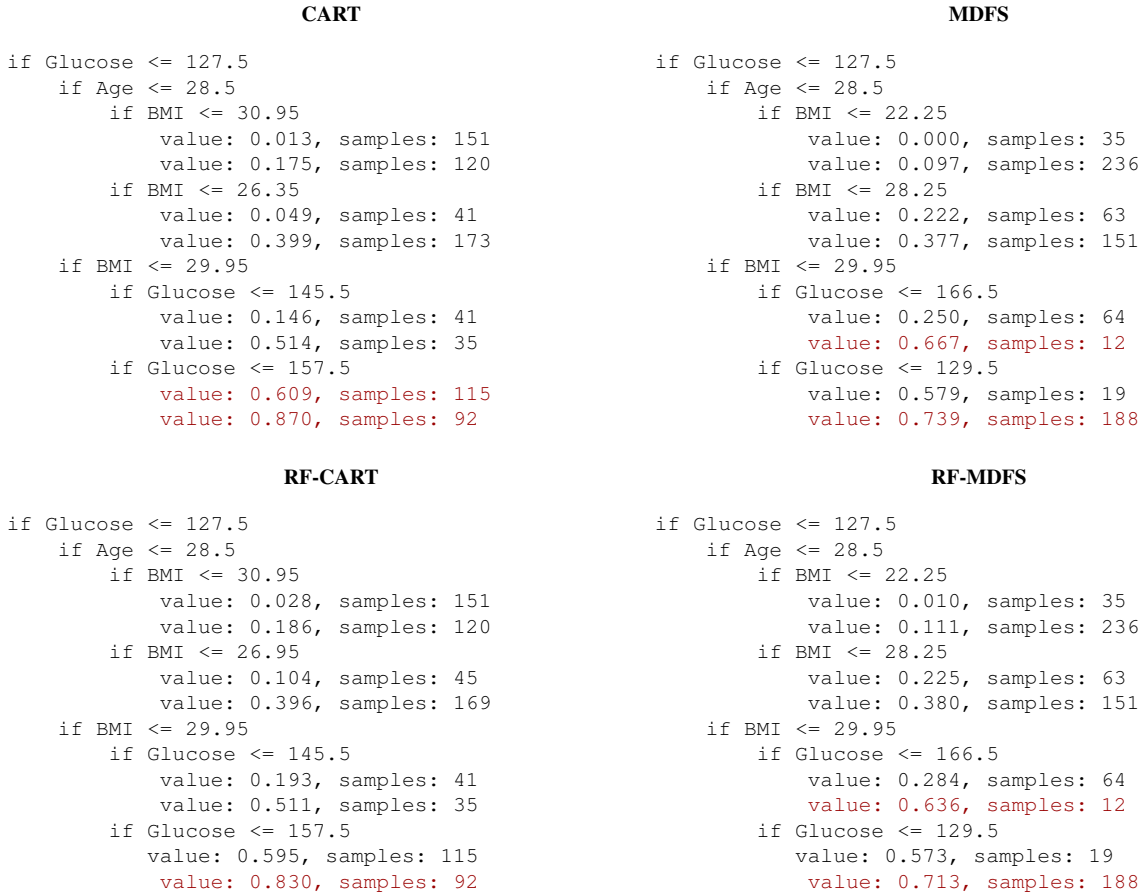 CART
if Glucose <= 127.5
    if Age <= 28.5
        if BMI <= 30.95
            value: 0.013, samples: 151
            value: 0.175, samples: 120
        if BMI <= 26.35
            value: 0.049, samples: 41
            value: 0.399, samples: 173
    if BMI <= 29.95
        if Glucose <= 145.5
            value: 0.146, samples: 41
            value: 0.514, samples: 35
        if Glucose <= 157.5
            value: 0.609, samples: 115
            value: 0.870, samples: 92
MDFS
if Glucose <= 127.5
    if Age <= 28.5
        if BMI <= 22.25
            value: 0.000, samples: 35
            value: 0.097, samples: 236
        if BMI <= 28.25
            value: 0.222, samples: 63
            value: 0.377, samples: 151
    if BMI <= 29.95
        if Glucose <= 166.5
            value: 0.250, samples: 64
            value: 0.667, samples: 12
        if Glucose <= 129.5
            value: 0.579, samples: 19
            value: 0.739, samples: 188
RF-CART
if Glucose <= 127.5
    if Age <= 28.5
        if BMI <= 30.95
            value: 0.028, samples: 151
            value: 0.186, samples: 120
        if BMI <= 26.95
            value: 0.104, samples: 45
            value: 0.396, samples: 169
    if BMI <= 29.95
        if Glucose <= 145.5
            value: 0.193, samples: 41
            value: 0.511, samples: 35
        if Glucose <= 157.5
           value: 0.595, samples: 115
            value: 0.830, samples: 92
RF-MDFS
if Glucose <= 127.5
    if Age <= 28.5
        if BMI <= 22.25
            value: 0.010, samples: 35
            value: 0.111, samples: 236
        if BMI <= 28.25
            value: 0.225, samples: 63
            value: 0.380, samples: 151
    if BMI <= 29.95
        if Glucose <= 166.5
            value: 0.284, samples: 64
            value: 0.636, samples: 12
        if Glucose <= 129.5
           value: 0.573, samples: 19
            value: 0.713, samples: 188